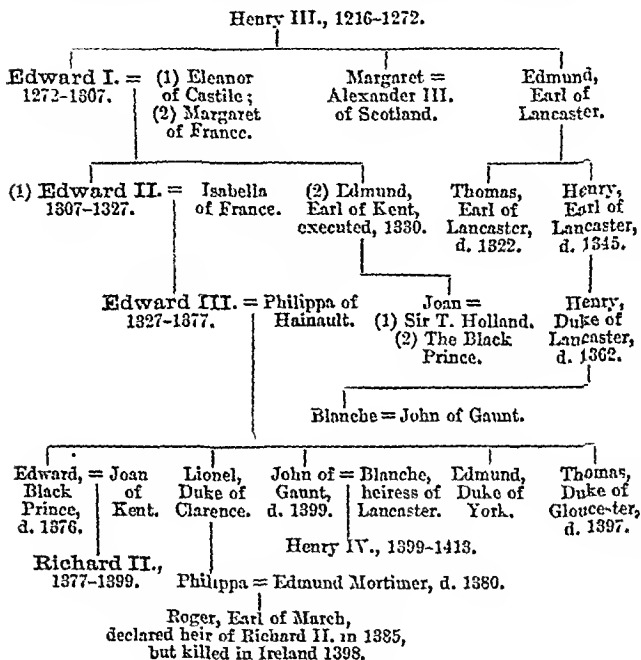 Henry III., 1216–1272.
Edward I. = (1) Eleanor Margaret = Edmund,
1272–1307. of Castile; Alexander III. Earl of
(2) Margaret of Scotland. Lancaster.
of France.
(1) Edward II. = Isabella (2) Edmund, Thomas, Henry,
1307–1327. of France. Earl of Kent, Earl of Earl of
executed, 1330. Lancaster, Lancaster,
d. 1322. d. 1345.
Edward III. = Philippa of Joan = Henry,
1327–1377. Hainault. (1) Sir T. Holland. Duke of
(2) The Black Lancaster,
Prince. d. 1362.
Blanche = John of Gaunt.
Edward, = Joan Lionel, John of = Blanche, Edmund, Thomas,
Black of Duke of Gaunt, heiress of Duke of Duke of
Prince, Kent. Clarence. d. 1399. Lancaster. York. Gloucester,
d. 1376. d. 1397.
Henry IV., 1399–1413.
Richard II.,
1377–1399. Philippa = Edmund Mortimer, d. 1380.
Roger, Earl of March,
declared heir of Richard II. in 1385,
but killed in Ireland 1398.